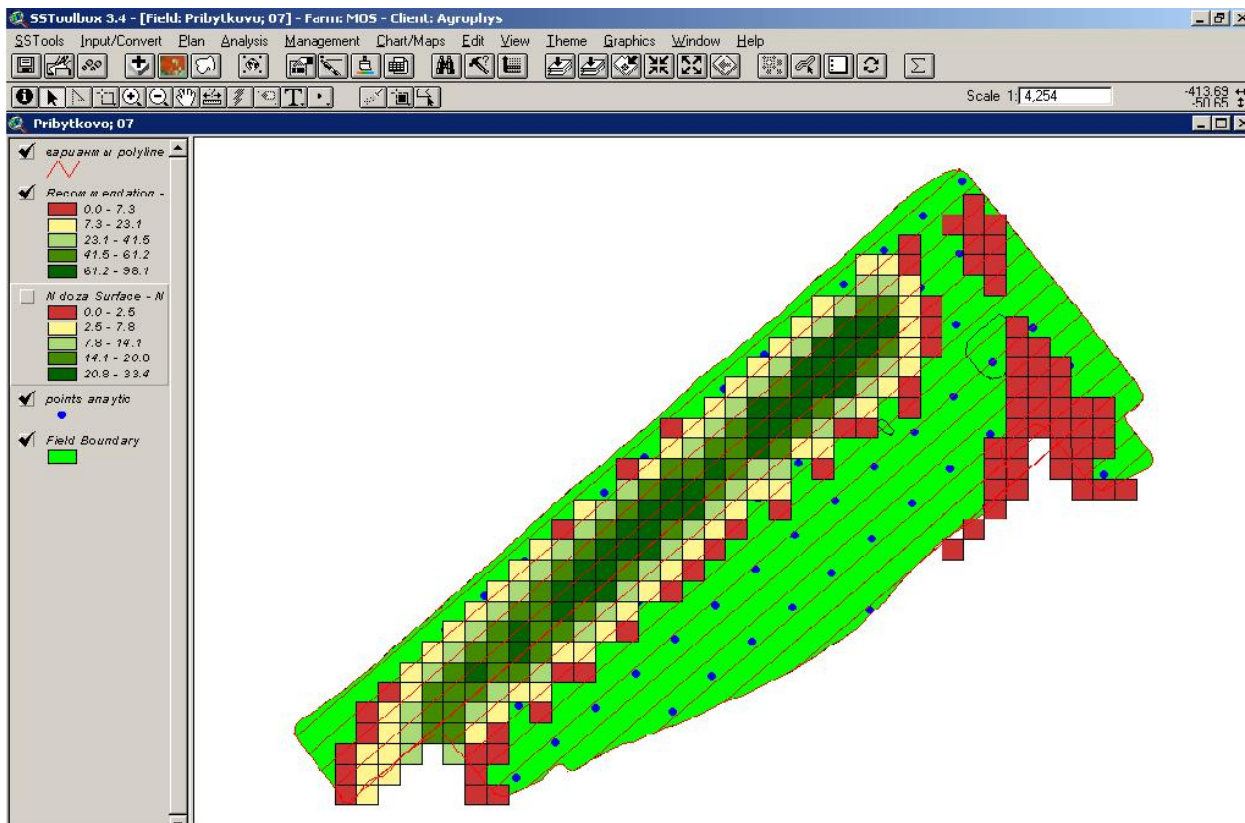 SSToolbox 3.4 - [Field: Pribytkovo; 07] - Farm: MOS - Client: Agrophys
SSTools Input/Convert Plan Analysis Management Chart/Maps Edit View Theme Graphics Window Help
Scale 1: 4,254
-413.69
-50.65
Pribytkovo; 07
варианты polyline
Recommendation -
0.0 - 7.3
7.3 - 23.1
23.1 - 41.5
41.5 - 61.2
61.2 - 98.1
N doza Surface - N
0.0 - 2.5
2.5 - 7.8
7.8 - 14.1
14.1 - 20.0
20.8 - 33.4
points anaytic
Field Boundary